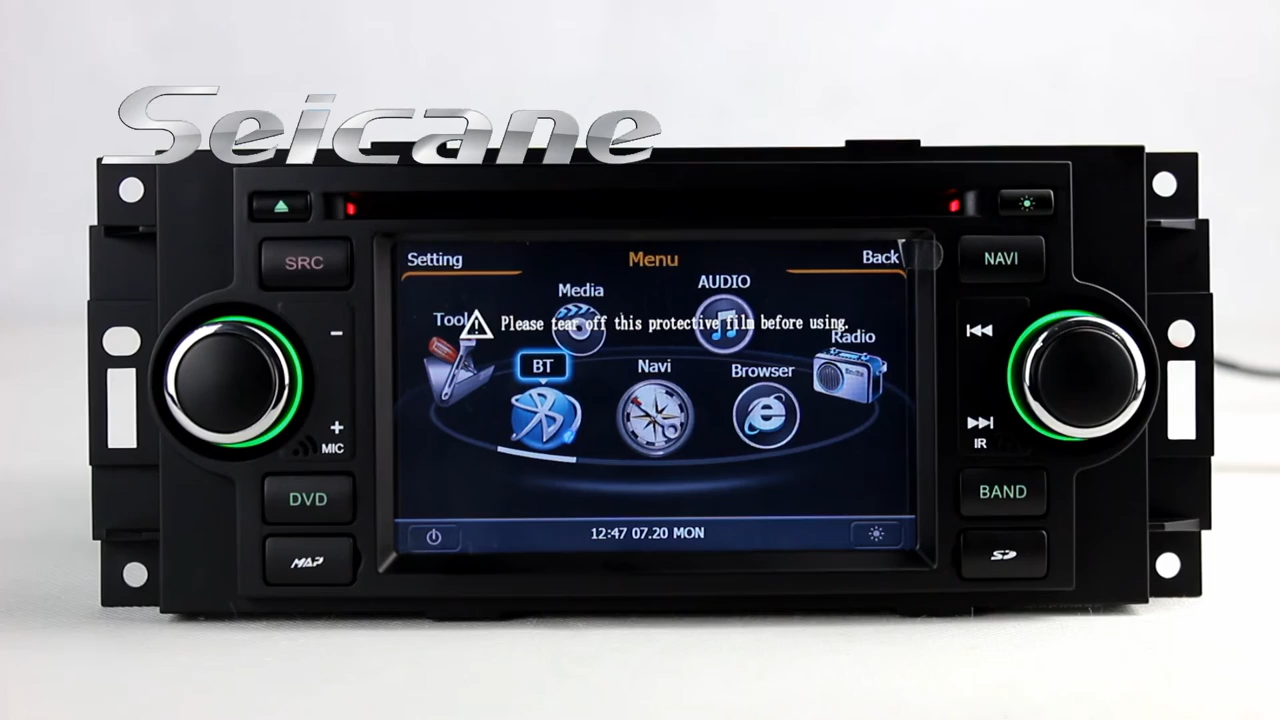 Seicane
SRC
NAVI
Setting
Menu
Back
Media
AUDIO
Tool
Please tear off this protective film before using.
Radio
BT
Navi
Browser
-
+
MIC
IR
DVD
BAND
MAP
SD
12:47 07.20 MON